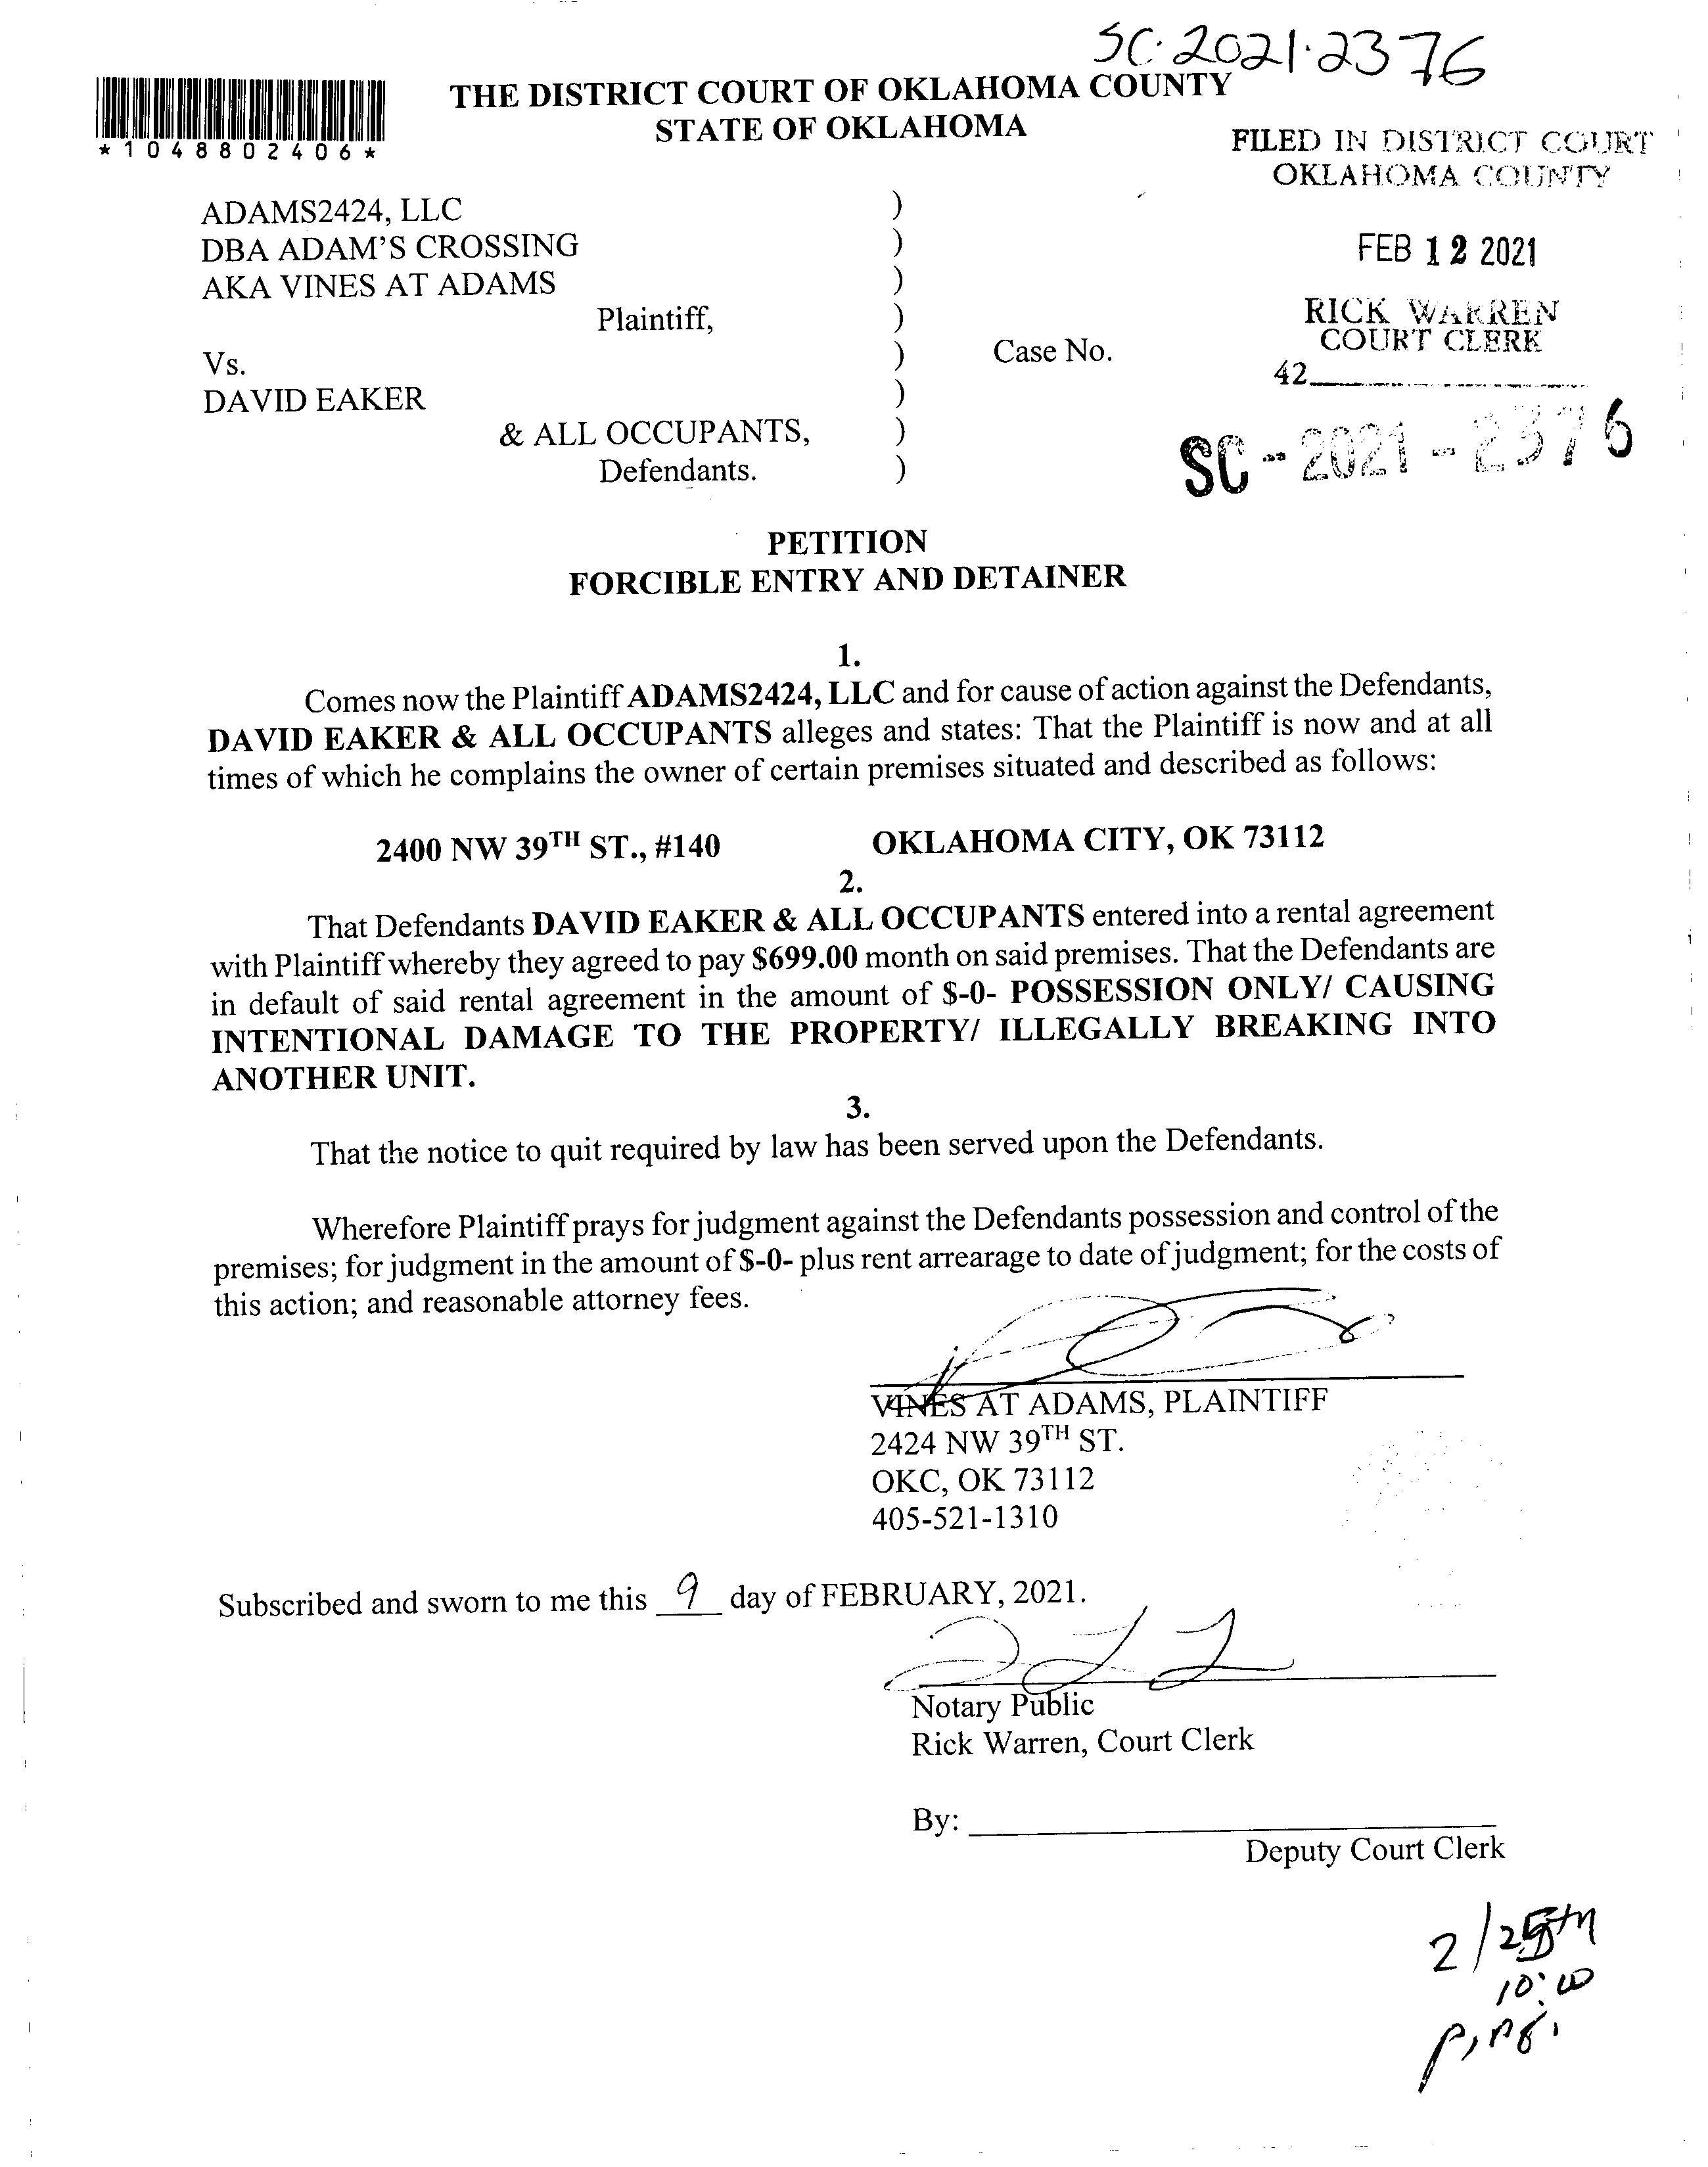 SC-2021-2376
THE DISTRICT COURT OF OKLAHOMA COUNTY
STATE OF OKLAHOMA
*1048802406*
FILED IN DISTRICT COURT
OKLAHOMA COUNTY
FEB 12 2021
RICK WARREN
COURT CLERK
42
SC-2021-2376
ADAMS2424, LLC )
DBA ADAM'S CROSSING )
AKA VINES AT ADAMS )
Plaintiff, )
Vs. ) Case No.
DAVID EAKER )
& ALL OCCUPANTS, )
Defendants. )
PETITION
FORCIBLE ENTRY AND DETAINER
1.
Comes now the Plaintiff ADAMS2424, LLC and for cause of action against the Defendants,
DAVID EAKER & ALL OCCUPANTS alleges and states: That the Plaintiff is now and at all
times of which he complains the owner of certain premises situated and described as follows:
2400 NW 39TH ST., #140 OKLAHOMA CITY, OK 73112
2.
That Defendants DAVID EAKER & ALL OCCUPANTS entered into a rental agreement
with Plaintiff whereby they agreed to pay $699.00 month on said premises. That the Defendants are
in default of said rental agreement in the amount of $-0- POSSESSION ONLY/ CAUSING
INTENTIONAL DAMAGE TO THE PROPERTY/ ILLEGALLY BREAKING INTO
ANOTHER UNIT.
3.
That the notice to quit required by law has been served upon the Defendants.
Wherefore Plaintiff prays for judgment against the Defendants possession and control of the
premises; for judgment in the amount of $-0- plus rent arrearage to date of judgment; for the costs of
this action; and reasonable attorney fees.
VINES AT ADAMS, PLAINTIFF
2424 NW 39TH ST.
OKC, OK 73112
405-521-1310
Subscribed and sworn to me this 9 day of FEBRUARY, 2021.
Notary Public
Rick Warren, Court Clerk
By:
Deputy Court Clerk
10:00